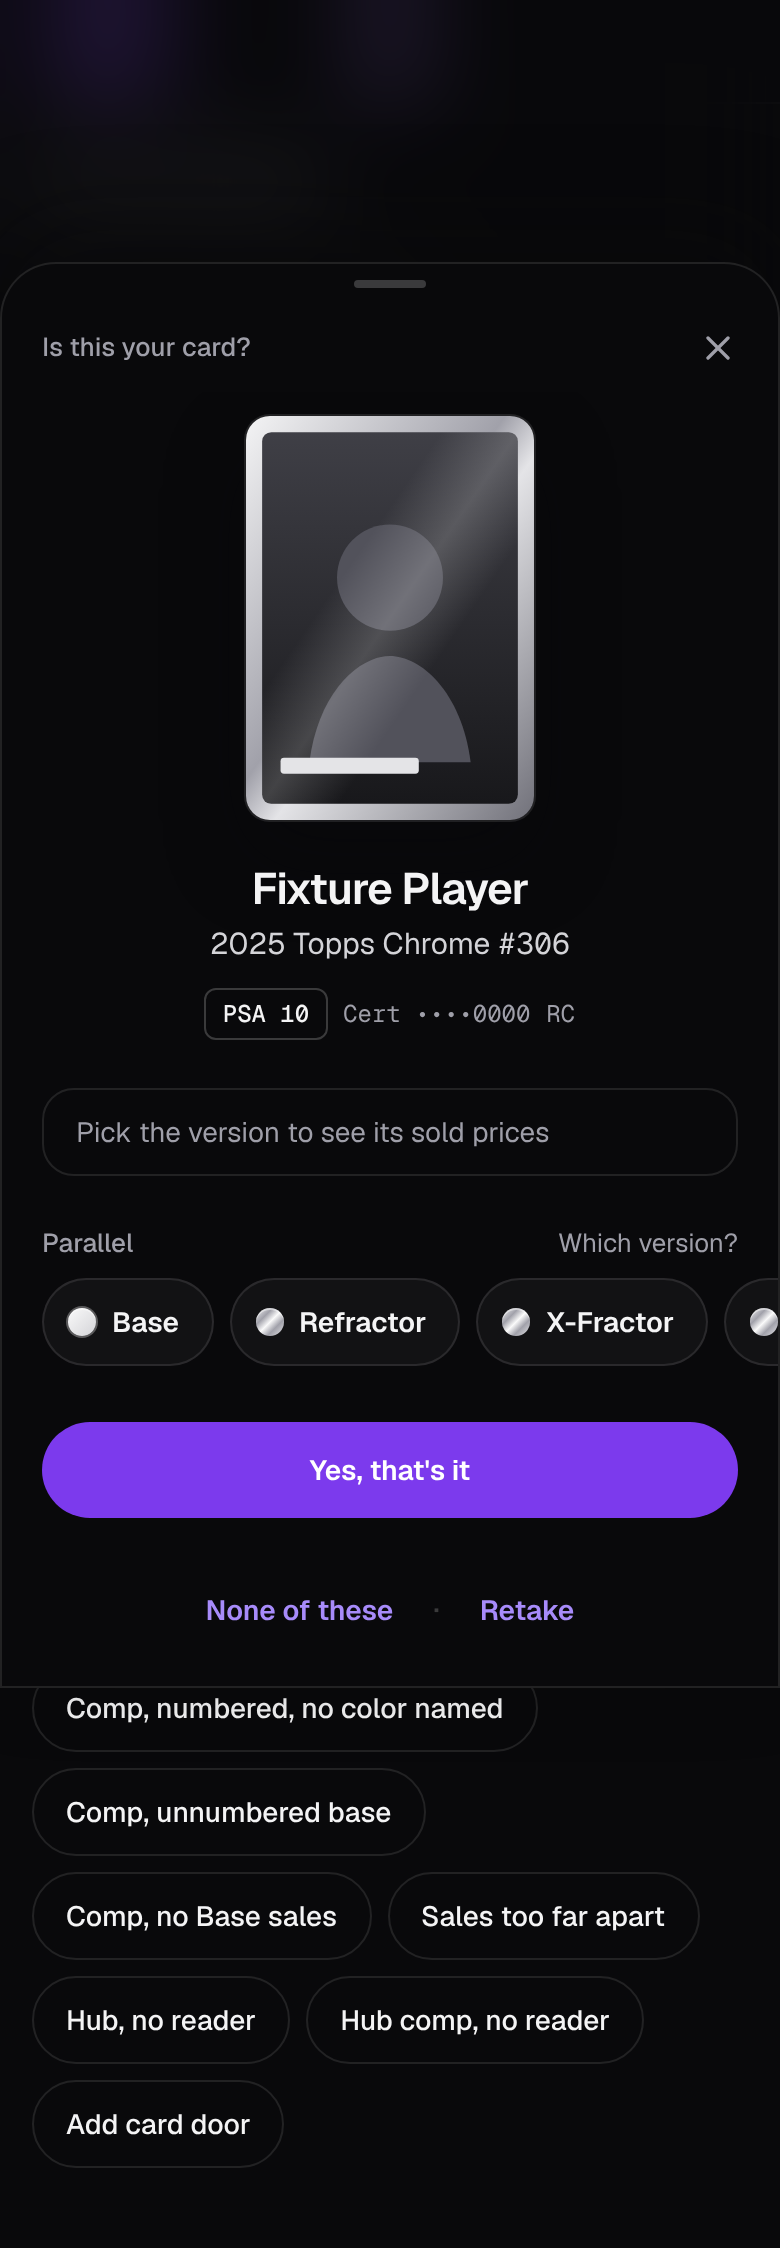 Is this your card?
Fixture Player
2025 Topps Chrome #306
PSA 10 Cert ····0000 RC
Pick the version to see its sold prices
Parallel Which version?
Base Refractor X-Fractor
Yes, that's it
None of these · Retake
Comp, numbered, no color named
Comp, unnumbered base
Comp, no Base sales Sales too far apart
Hub, no reader Hub comp, no reader
Add card door